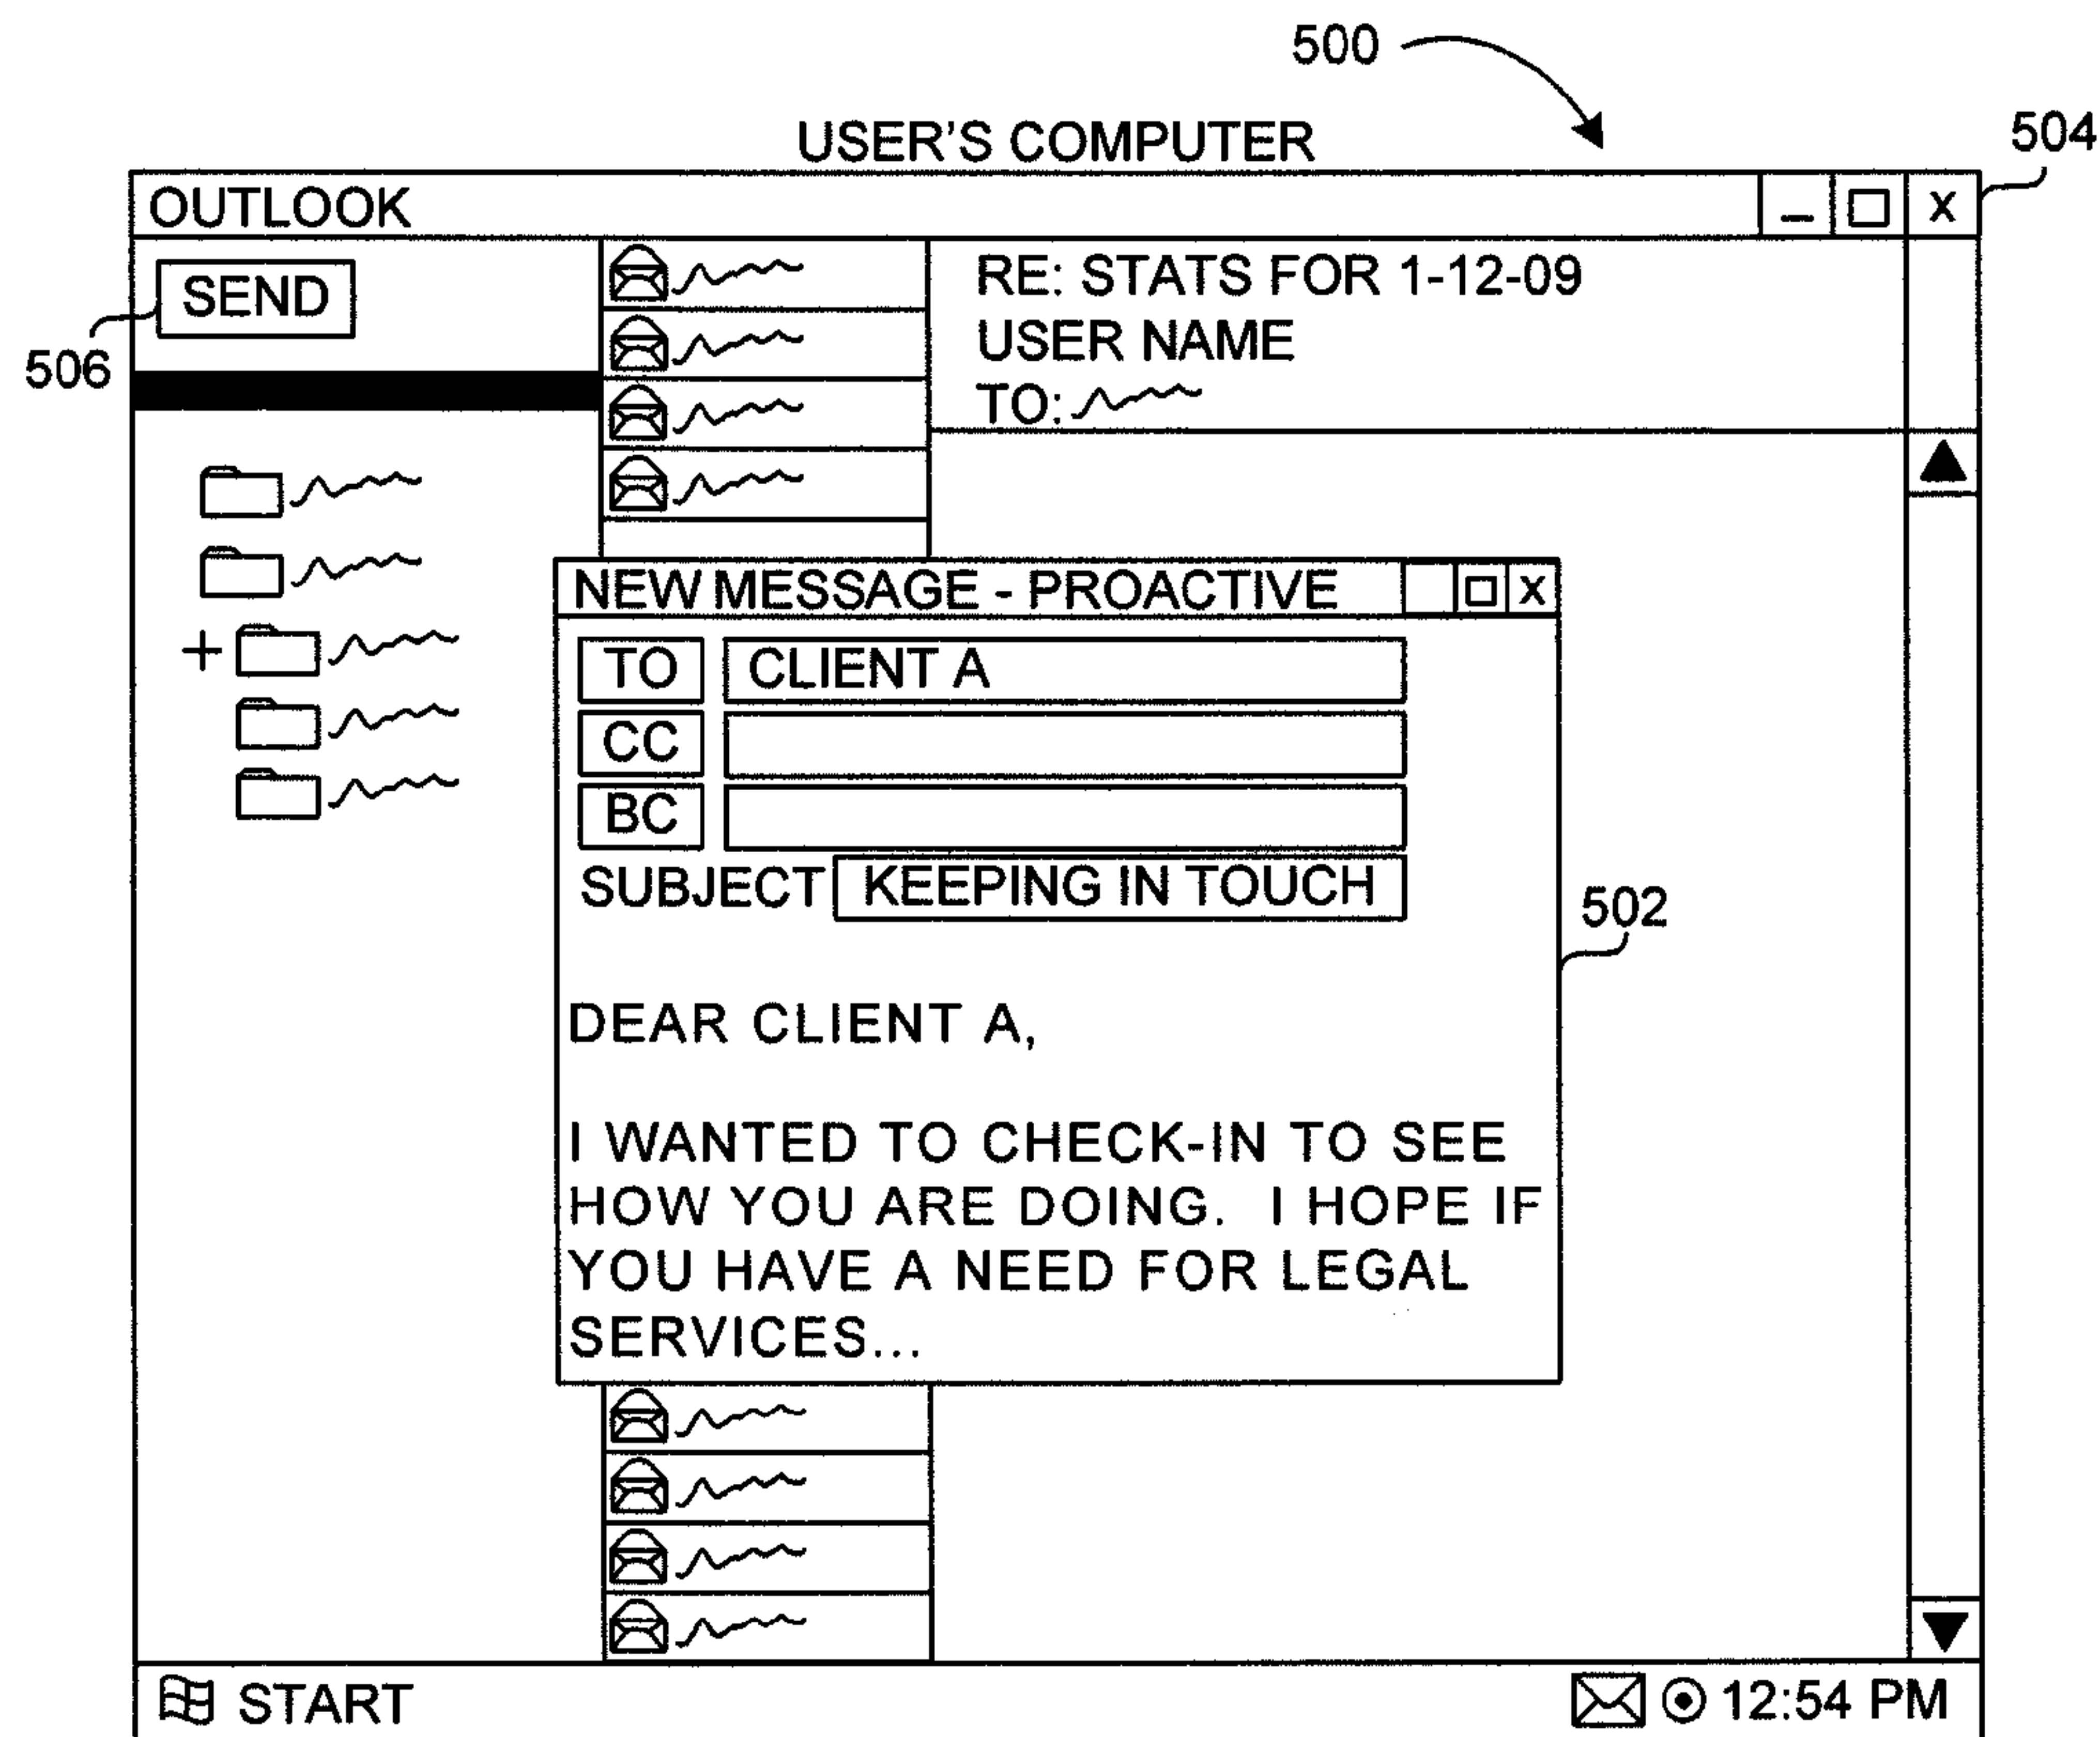 500
USER'S COMPUTER
504
OUTLOOK
_ □ X
SEND
506
RE: STATS FOR 1-12-09
USER NAME
TO:
+
NEW MESSAGE - PROACTIVE
□ X
TO CLIENT A
CC
BC
SUBJECT KEEPING IN TOUCH
502
DEAR CLIENT A,
I WANTED TO CHECK-IN TO SEE
HOW YOU ARE DOING. I HOPE IF
YOU HAVE A NEED FOR LEGAL
SERVICES...
START
12:54 PM